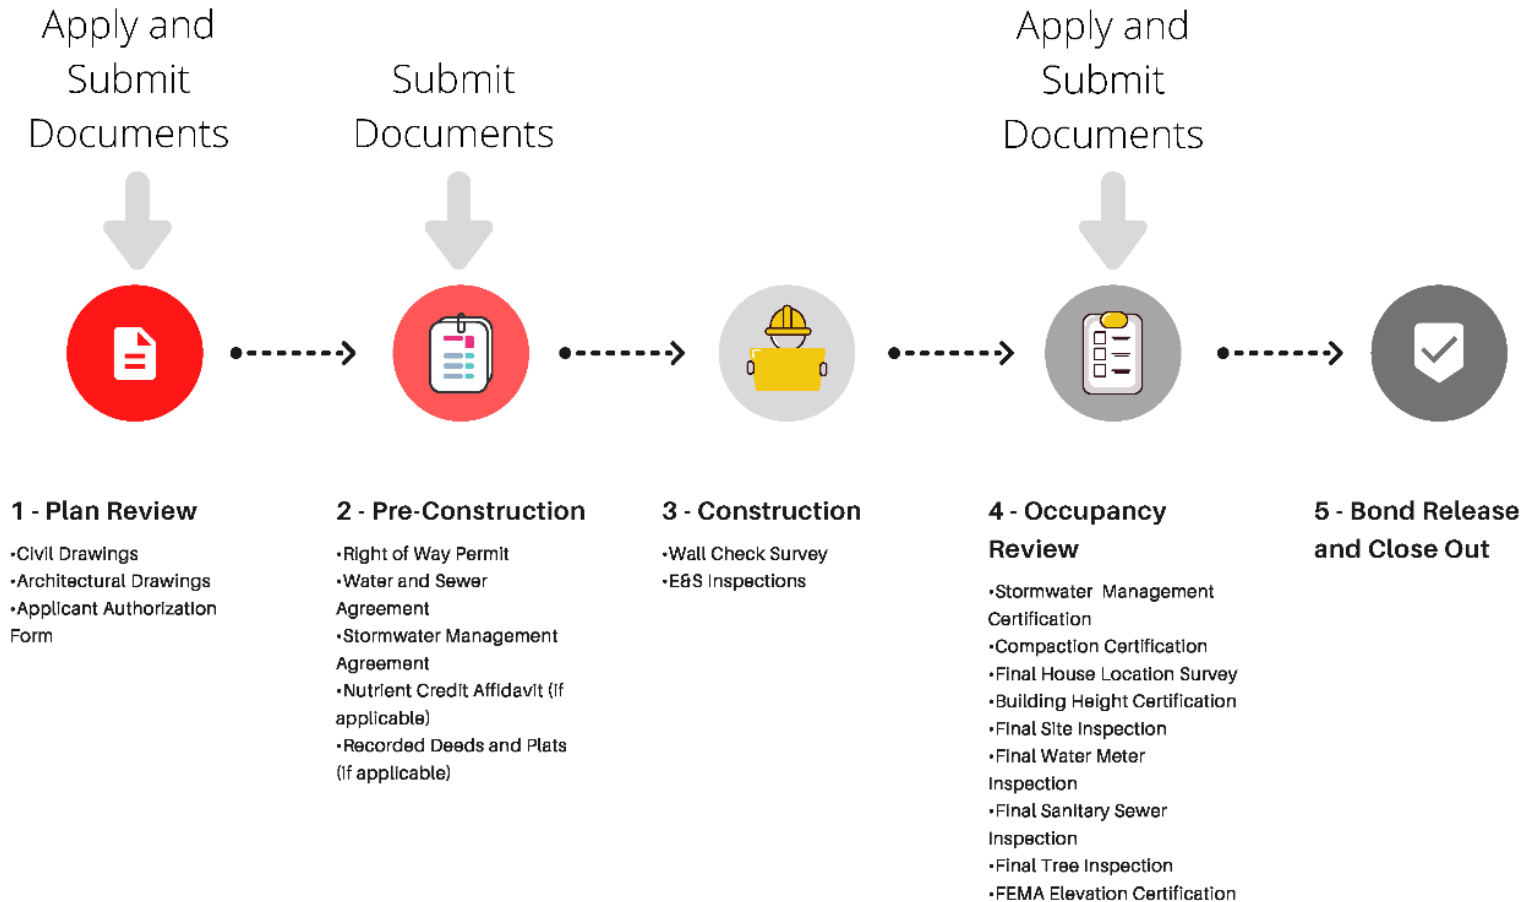 Apply and
Submit
Documents
Submit
Documents
Apply and
Submit
Documents
1 - Plan Review
•Civil Drawings
•Architectural Drawings
•Applicant Authorization
Form
2 - Pre-Construction
•Right of Way Permit
•Water and Sewer
Agreement
•Stormwater Management
Agreement
•Nutrient Credit Affidavit (if
applicable)
•Recorded Deeds and Plats
(if applicable)
3 - Construction
•Wall Check Survey
•E&S Inspections
4 - Occupancy
Review
•Stormwater Management
Certification
•Compaction Certification
•Final House Location Survey
•Building Height Certification
•Final Site Inspection
•Final Water Meter
Inspection
•Final Sanitary Sewer
Inspection
•Final Tree Inspection
•FEMA Elevation Certification
5 - Bond Release
and Close Out